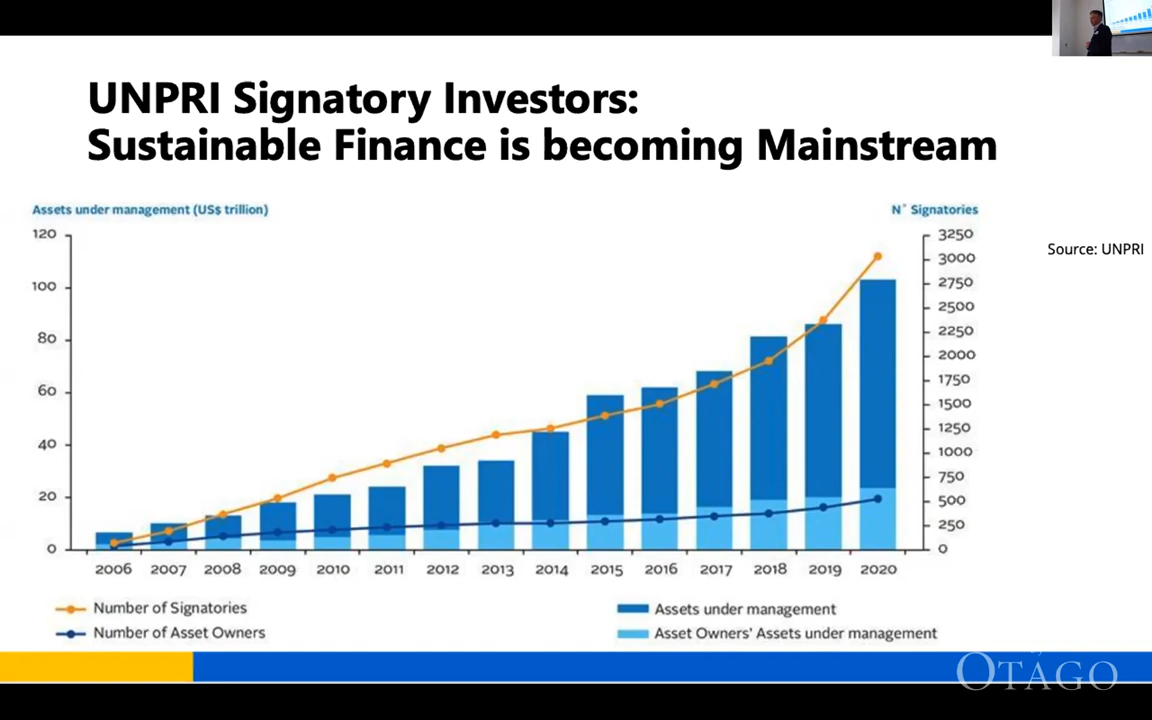 UNPRI Signatory Investors:
Sustainable Finance is becoming Mainstream
Assets under management (US$ trillion)
N° Signatories
Source: UNPRI
120
100
80
60
40
20
0
3250
3000
2750
2500
2250
2000
1750
1500
1250
1000
750
500
250
0
2006 2007 2008 2009 2010 2011 2012 2013 2014 2015 2016 2017 2018 2019 2020
Number of Signatories
Number of Asset Owners
Assets under management
Asset Owners' Assets under management
OTAGO